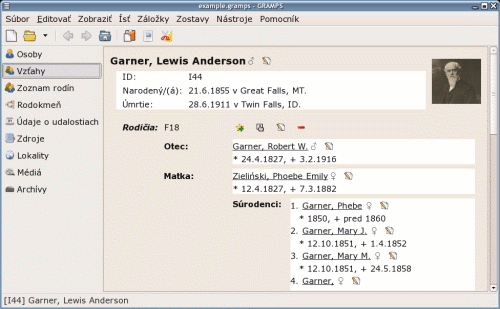 example.gramps - GRAMPS
Súbor Editovať Zobraziť Ísť Záložky Zostavy Nástroje Pomocník
Osoby
Vzťahy
Zoznam rodín
Rodokmeň
Údaje o udalostiach
Zdroje
Lokality
Médiá
Archívy
Garner, Lewis Anderson ♂
ID: I44
Narodený/(á): 21.6.1855 v Great Falls, MT.
Úmrtie: 28.6.1911 v Twin Falls, ID.
Rodičia: F18
Otec: Garner, Robert W. ♂
* 24.4.1827, + 3.2.1916
Matka: Zieliński, Phoebe Emily ♀
* 12.4.1827, + 7.3.1882
Súrodenci: 1. Garner, Phebe ♀
* 1850, + pred 1860
2. Garner, Mary J. ♀
* 12.10.1851, + 1.4.1852
3. Garner, Mary M. ♀
* 12.10.1851, + 24.5.1858
4. Garner, ♀
[I44] Garner, Lewis Anderson